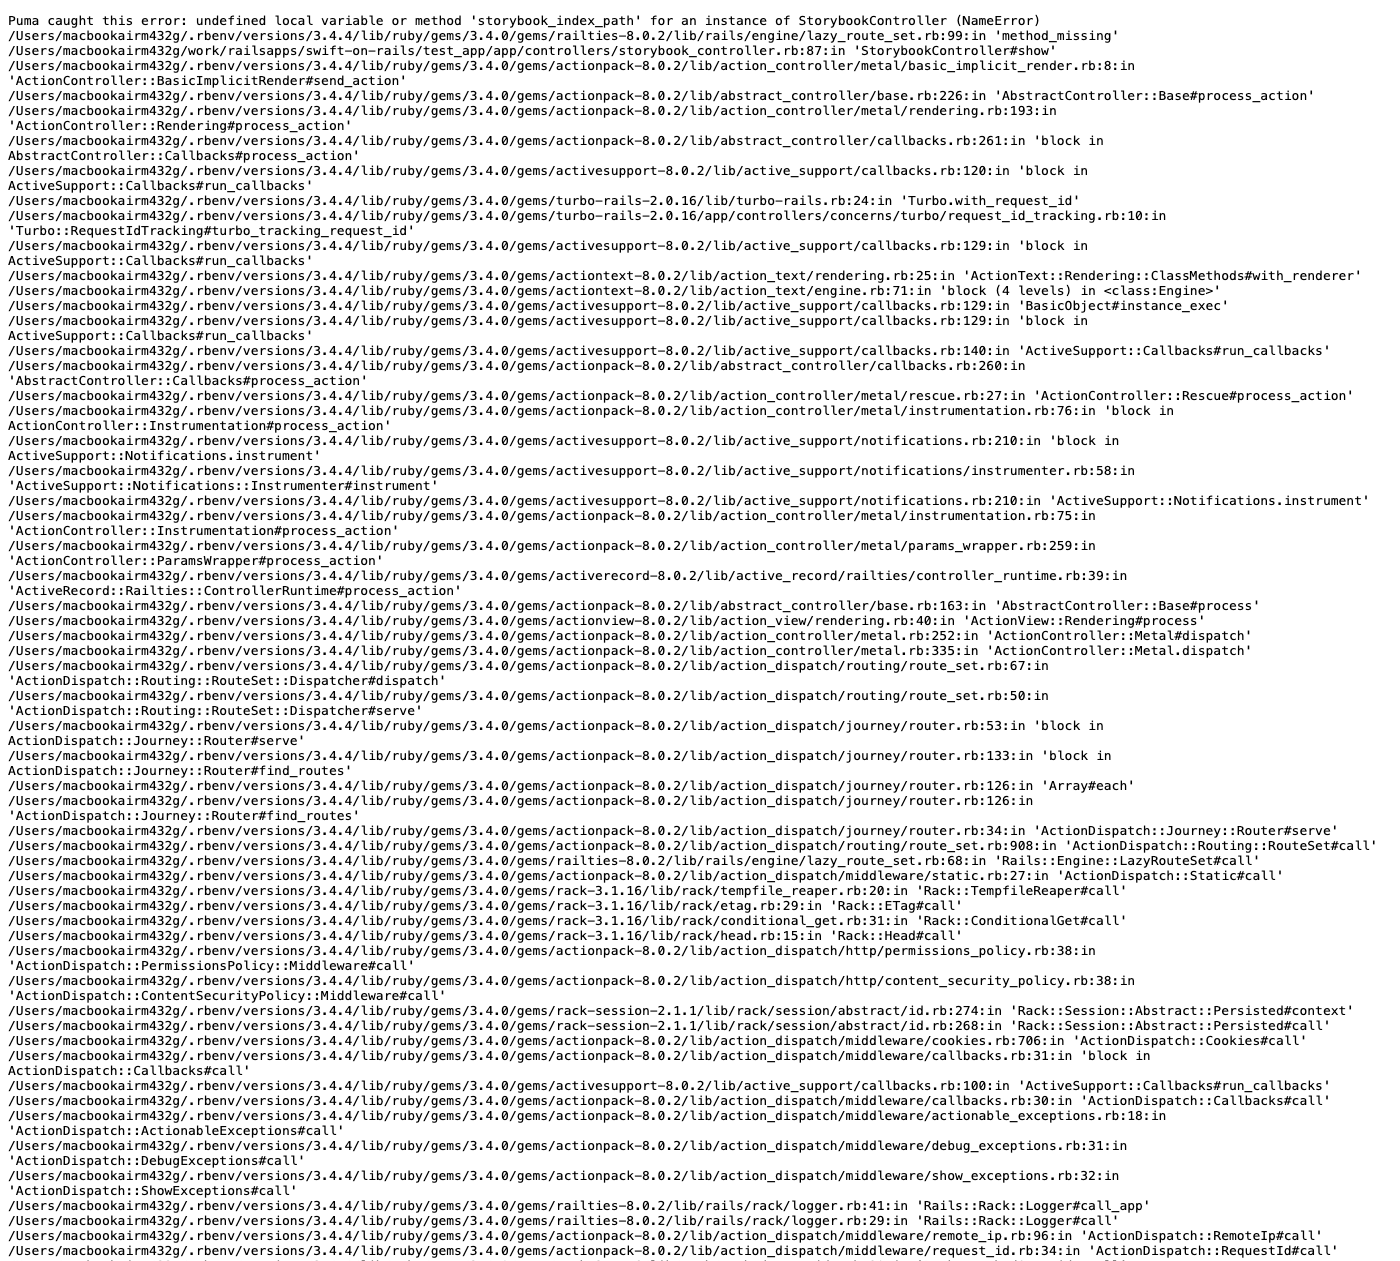 Puma caught this error: undefined local variable or method 'storybook_index_path' for an instance of StorybookController (NameError)
/Users/macbookairm432g/.rbenv/versions/3.4.4/lib/ruby/gems/3.4.0/gems/railties-8.0.2/lib/rails/engine/lazy_route_set.rb:99:in 'method_missing'
/Users/macbookairm432g/work/railsapps/swift-on-rails/test_app/app/controllers/storybook_controller.rb:87:in 'StorybookController#show'
/Users/macbookairm432g/.rbenv/versions/3.4.4/lib/ruby/gems/3.4.0/gems/actionpack-8.0.2/lib/action_controller/metal/basic_implicit_render.rb:8:in
'ActionController::BasicImplicitRender#send_action'
/Users/macbookairm432g/.rbenv/versions/3.4.4/lib/ruby/gems/3.4.0/gems/actionpack-8.0.2/lib/abstract_controller/base.rb:226:in 'AbstractController::Base#process_action'
/Users/macbookairm432g/.rbenv/versions/3.4.4/lib/ruby/gems/3.4.0/gems/actionpack-8.0.2/lib/action_controller/metal/rendering.rb:193:in
'ActionController::Rendering#process_action'
/Users/macbookairm432g/.rbenv/versions/3.4.4/lib/ruby/gems/3.4.0/gems/actionpack-8.0.2/lib/abstract_controller/callbacks.rb:261:in 'block in
AbstractController::Callbacks#process_action'
/Users/macbookairm432g/.rbenv/versions/3.4.4/lib/ruby/gems/3.4.0/gems/activesupport-8.0.2/lib/active_support/callbacks.rb:120:in 'block in
ActiveSupport::Callbacks#run_callbacks'
/Users/macbookairm432g/.rbenv/versions/3.4.4/lib/ruby/gems/3.4.0/gems/turbo-rails-2.0.16/lib/turbo-rails.rb:24:in 'Turbo.with_request_id'
/Users/macbookairm432g/.rbenv/versions/3.4.4/lib/ruby/gems/3.4.0/gems/turbo-rails-2.0.16/app/controllers/concerns/turbo/request_id_tracking.rb:10:in
'Turbo::RequestIdTracking#turbo_tracking_request_id'
/Users/macbookairm432g/.rbenv/versions/3.4.4/lib/ruby/gems/3.4.0/gems/activesupport-8.0.2/lib/active_support/callbacks.rb:129:in 'block in
ActiveSupport::Callbacks#run_callbacks'
/Users/macbookairm432g/.rbenv/versions/3.4.4/lib/ruby/gems/3.4.0/gems/actiontext-8.0.2/lib/action_text/rendering.rb:25:in 'ActionText::Rendering::ClassMethods#with_renderer'
/Users/macbookairm432g/.rbenv/versions/3.4.4/lib/ruby/gems/3.4.0/gems/actiontext-8.0.2/lib/action_text/engine.rb:71:in 'block (4 levels) in <class:Engine>'
/Users/macbookairm432g/.rbenv/versions/3.4.4/lib/ruby/gems/3.4.0/gems/activesupport-8.0.2/lib/active_support/callbacks.rb:129:in 'BasicObject#instance_exec'
/Users/macbookairm432g/.rbenv/versions/3.4.4/lib/ruby/gems/3.4.0/gems/activesupport-8.0.2/lib/active_support/callbacks.rb:129:in 'block in
ActiveSupport::Callbacks#run_callbacks'
/Users/macbookairm432g/.rbenv/versions/3.4.4/lib/ruby/gems/3.4.0/gems/activesupport-8.0.2/lib/active_support/callbacks.rb:140:in 'ActiveSupport::Callbacks#run_callbacks'
/Users/macbookairm432g/.rbenv/versions/3.4.4/lib/ruby/gems/3.4.0/gems/actionpack-8.0.2/lib/abstract_controller/callbacks.rb:260:in
'AbstractController::Callbacks#process_action'
/Users/macbookairm432g/.rbenv/versions/3.4.4/lib/ruby/gems/3.4.0/gems/actionpack-8.0.2/lib/action_controller/metal/rescue.rb:27:in 'ActionController::Rescue#process_action'
/Users/macbookairm432g/.rbenv/versions/3.4.4/lib/ruby/gems/3.4.0/gems/actionpack-8.0.2/lib/action_controller/metal/instrumentation.rb:76:in 'block in
ActionController::Instrumentation#process_action'
/Users/macbookairm432g/.rbenv/versions/3.4.4/lib/ruby/gems/3.4.0/gems/activesupport-8.0.2/lib/active_support/notifications.rb:210:in 'block in
ActiveSupport::Notifications.instrument'
/Users/macbookairm432g/.rbenv/versions/3.4.4/lib/ruby/gems/3.4.0/gems/activesupport-8.0.2/lib/active_support/notifications/instrumenter.rb:58:in
'ActiveSupport::Notifications::Instrumenter#instrument'
/Users/macbookairm432g/.rbenv/versions/3.4.4/lib/ruby/gems/3.4.0/gems/activesupport-8.0.2/lib/active_support/notifications.rb:210:in 'ActiveSupport::Notifications.instrument'
/Users/macbookairm432g/.rbenv/versions/3.4.4/lib/ruby/gems/3.4.0/gems/actionpack-8.0.2/lib/action_controller/metal/instrumentation.rb:75:in
'ActionController::Instrumentation#process_action'
/Users/macbookairm432g/.rbenv/versions/3.4.4/lib/ruby/gems/3.4.0/gems/actionpack-8.0.2/lib/action_controller/metal/params_wrapper.rb:259:in
'ActionController::ParamsWrapper#process_action'
/Users/macbookairm432g/.rbenv/versions/3.4.4/lib/ruby/gems/3.4.0/gems/activerecord-8.0.2/lib/active_record/railties/controller_runtime.rb:39:in
'ActiveRecord::Railties::ControllerRuntime#process_action'
/Users/macbookairm432g/.rbenv/versions/3.4.4/lib/ruby/gems/3.4.0/gems/actionpack-8.0.2/lib/abstract_controller/base.rb:163:in 'AbstractController::Base#process'
/Users/macbookairm432g/.rbenv/versions/3.4.4/lib/ruby/gems/3.4.0/gems/actionview-8.0.2/lib/action_view/rendering.rb:40:in 'ActionView::Rendering#process'
/Users/macbookairm432g/.rbenv/versions/3.4.4/lib/ruby/gems/3.4.0/gems/actionpack-8.0.2/lib/action_controller/metal.rb:252:in 'ActionController::Metal#dispatch'
/Users/macbookairm432g/.rbenv/versions/3.4.4/lib/ruby/gems/3.4.0/gems/actionpack-8.0.2/lib/action_controller/metal.rb:335:in 'ActionController::Metal.dispatch'
/Users/macbookairm432g/.rbenv/versions/3.4.4/lib/ruby/gems/3.4.0/gems/actionpack-8.0.2/lib/action_dispatch/routing/route_set.rb:67:in
'ActionDispatch::Routing::RouteSet::Dispatcher#dispatch'
/Users/macbookairm432g/.rbenv/versions/3.4.4/lib/ruby/gems/3.4.0/gems/actionpack-8.0.2/lib/action_dispatch/routing/route_set.rb:50:in
'ActionDispatch::Routing::RouteSet::Dispatcher#serve'
/Users/macbookairm432g/.rbenv/versions/3.4.4/lib/ruby/gems/3.4.0/gems/actionpack-8.0.2/lib/action_dispatch/journey/router.rb:53:in 'block in
ActionDispatch::Journey::Router#serve'
/Users/macbookairm432g/.rbenv/versions/3.4.4/lib/ruby/gems/3.4.0/gems/actionpack-8.0.2/lib/action_dispatch/journey/router.rb:133:in 'block in
ActionDispatch::Journey::Router#find_routes'
/Users/macbookairm432g/.rbenv/versions/3.4.4/lib/ruby/gems/3.4.0/gems/actionpack-8.0.2/lib/action_dispatch/journey/router.rb:126:in 'Array#each'
/Users/macbookairm432g/.rbenv/versions/3.4.4/lib/ruby/gems/3.4.0/gems/actionpack-8.0.2/lib/action_dispatch/journey/router.rb:126:in
'ActionDispatch::Journey::Router#find_routes'
/Users/macbookairm432g/.rbenv/versions/3.4.4/lib/ruby/gems/3.4.0/gems/actionpack-8.0.2/lib/action_dispatch/journey/router.rb:34:in 'ActionDispatch::Journey::Router#serve'
/Users/macbookairm432g/.rbenv/versions/3.4.4/lib/ruby/gems/3.4.0/gems/actionpack-8.0.2/lib/action_dispatch/routing/route_set.rb:908:in 'ActionDispatch::Routing::RouteSet#call'
/Users/macbookairm432g/.rbenv/versions/3.4.4/lib/ruby/gems/3.4.0/gems/railties-8.0.2/lib/rails/engine/lazy_route_set.rb:68:in 'Rails::Engine::LazyRouteSet#call'
/Users/macbookairm432g/.rbenv/versions/3.4.4/lib/ruby/gems/3.4.0/gems/actionpack-8.0.2/lib/action_dispatch/middleware/static.rb:27:in 'ActionDispatch::Static#call'
/Users/macbookairm432g/.rbenv/versions/3.4.4/lib/ruby/gems/3.4.0/gems/rack-3.1.16/lib/rack/tempfile_reaper.rb:20:in 'Rack::TempfileReaper#call'
/Users/macbookairm432g/.rbenv/versions/3.4.4/lib/ruby/gems/3.4.0/gems/rack-3.1.16/lib/rack/etag.rb:29:in 'Rack::ETag#call'
/Users/macbookairm432g/.rbenv/versions/3.4.4/lib/ruby/gems/3.4.0/gems/rack-3.1.16/lib/rack/conditional_get.rb:31:in 'Rack::ConditionalGet#call'
/Users/macbookairm432g/.rbenv/versions/3.4.4/lib/ruby/gems/3.4.0/gems/rack-3.1.16/lib/rack/head.rb:15:in 'Rack::Head#call'
/Users/macbookairm432g/.rbenv/versions/3.4.4/lib/ruby/gems/3.4.0/gems/actionpack-8.0.2/lib/action_dispatch/http/permissions_policy.rb:38:in
'ActionDispatch::PermissionsPolicy::Middleware#call'
/Users/macbookairm432g/.rbenv/versions/3.4.4/lib/ruby/gems/3.4.0/gems/actionpack-8.0.2/lib/action_dispatch/http/content_security_policy.rb:38:in
'ActionDispatch::ContentSecurityPolicy::Middleware#call'
/Users/macbookairm432g/.rbenv/versions/3.4.4/lib/ruby/gems/3.4.0/gems/rack-session-2.1.1/lib/rack/session/abstract/id.rb:274:in 'Rack::Session::Abstract::Persisted#context'
/Users/macbookairm432g/.rbenv/versions/3.4.4/lib/ruby/gems/3.4.0/gems/rack-session-2.1.1/lib/rack/session/abstract/id.rb:268:in 'Rack::Session::Abstract::Persisted#call'
/Users/macbookairm432g/.rbenv/versions/3.4.4/lib/ruby/gems/3.4.0/gems/actionpack-8.0.2/lib/action_dispatch/middleware/cookies.rb:706:in 'ActionDispatch::Cookies#call'
/Users/macbookairm432g/.rbenv/versions/3.4.4/lib/ruby/gems/3.4.0/gems/actionpack-8.0.2/lib/action_dispatch/middleware/callbacks.rb:31:in 'block in
ActionDispatch::Callbacks#call'
/Users/macbookairm432g/.rbenv/versions/3.4.4/lib/ruby/gems/3.4.0/gems/activesupport-8.0.2/lib/active_support/callbacks.rb:100:in 'ActiveSupport::Callbacks#run_callbacks'
/Users/macbookairm432g/.rbenv/versions/3.4.4/lib/ruby/gems/3.4.0/gems/actionpack-8.0.2/lib/action_dispatch/middleware/callbacks.rb:30:in 'ActionDispatch::Callbacks#call'
/Users/macbookairm432g/.rbenv/versions/3.4.4/lib/ruby/gems/3.4.0/gems/actionpack-8.0.2/lib/action_dispatch/middleware/actionable_exceptions.rb:18:in
'ActionDispatch::ActionableExceptions#call'
/Users/macbookairm432g/.rbenv/versions/3.4.4/lib/ruby/gems/3.4.0/gems/actionpack-8.0.2/lib/action_dispatch/middleware/debug_exceptions.rb:31:in
'ActionDispatch::DebugExceptions#call'
/Users/macbookairm432g/.rbenv/versions/3.4.4/lib/ruby/gems/3.4.0/gems/actionpack-8.0.2/lib/action_dispatch/middleware/show_exceptions.rb:32:in
'ActionDispatch::ShowExceptions#call'
/Users/macbookairm432g/.rbenv/versions/3.4.4/lib/ruby/gems/3.4.0/gems/railties-8.0.2/lib/rails/rack/logger.rb:41:in 'Rails::Rack::Logger#call_app'
/Users/macbookairm432g/.rbenv/versions/3.4.4/lib/ruby/gems/3.4.0/gems/railties-8.0.2/lib/rails/rack/logger.rb:29:in 'Rails::Rack::Logger#call'
/Users/macbookairm432g/.rbenv/versions/3.4.4/lib/ruby/gems/3.4.0/gems/actionpack-8.0.2/lib/action_dispatch/middleware/remote_ip.rb:96:in 'ActionDispatch::RemoteIp#call'
/Users/macbookairm432g/.rbenv/versions/3.4.4/lib/ruby/gems/3.4.0/gems/actionpack-8.0.2/lib/action_dispatch/middleware/request_id.rb:34:in 'ActionDispatch::RequestId#call'